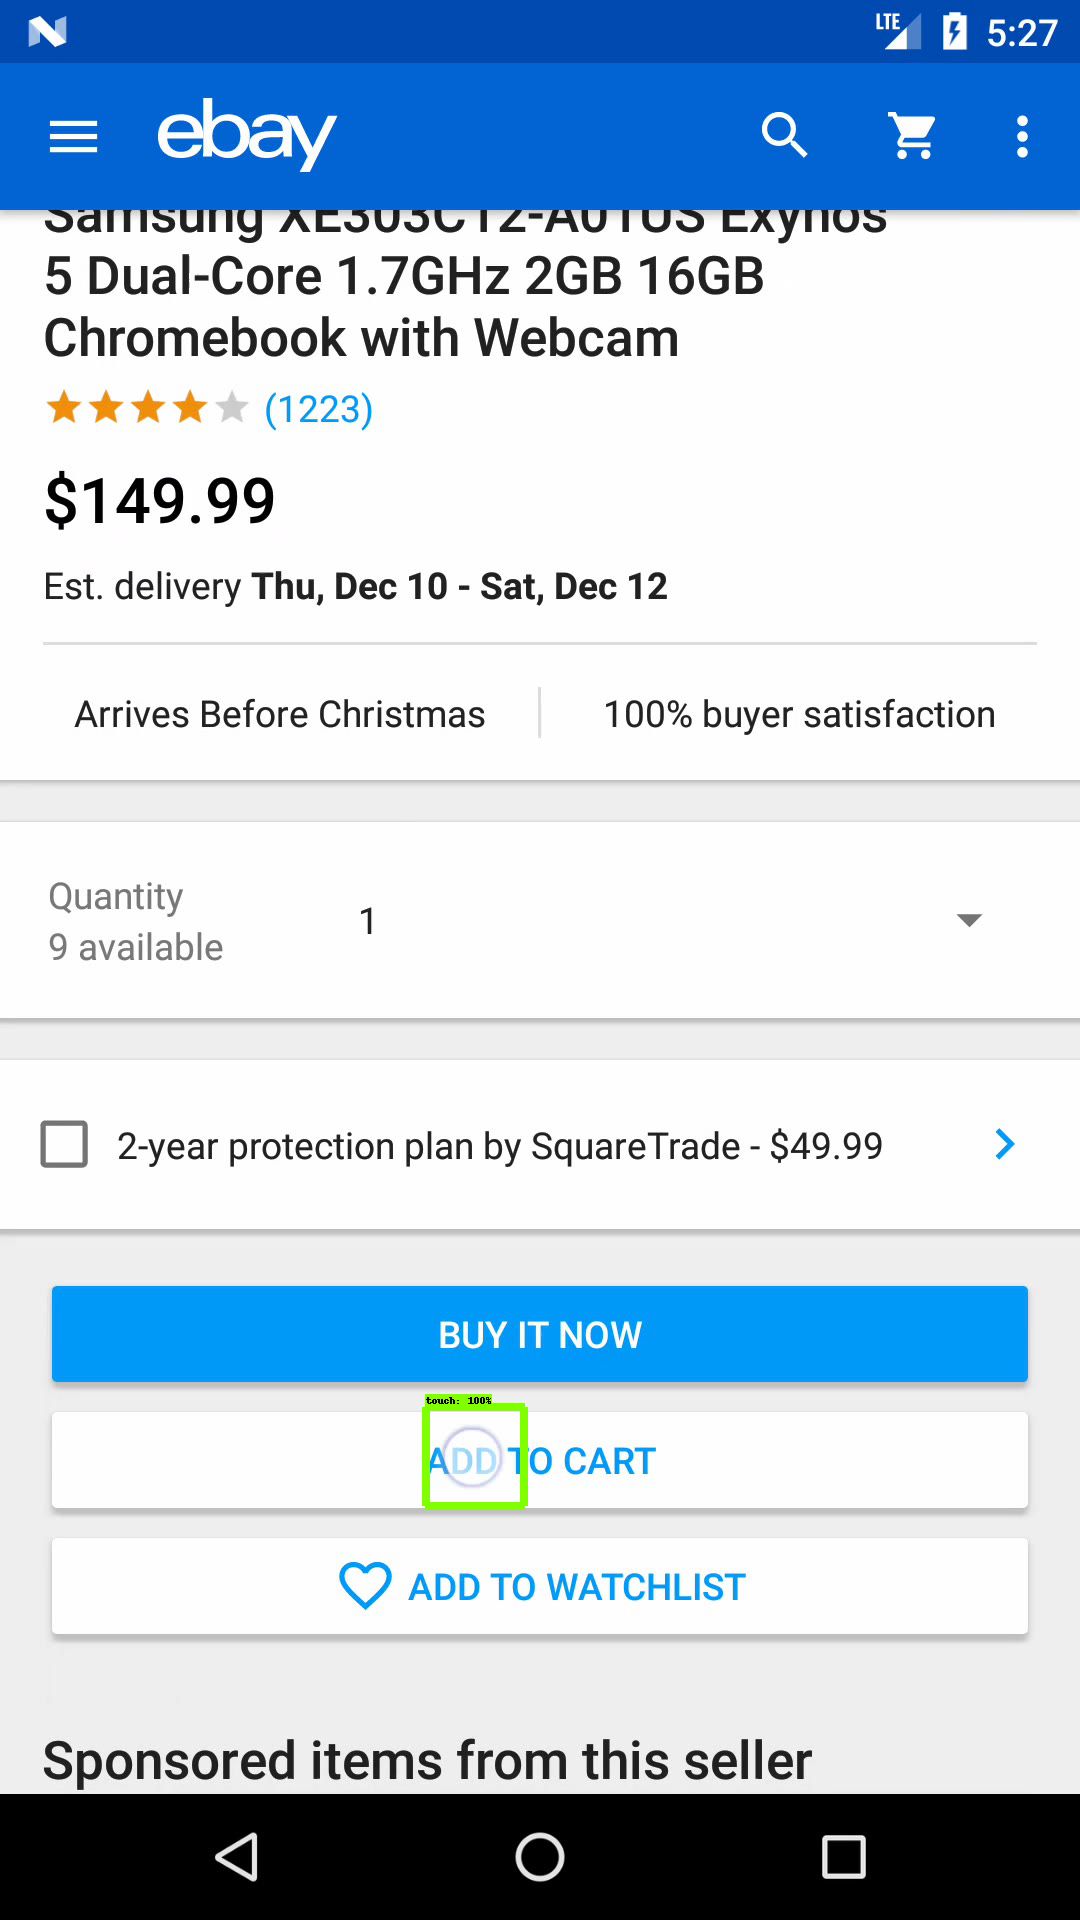 LTE 5:27
ebay
Samsung XE303C12-A01US Exynos
5 Dual-Core 1.7GHz 2GB 16GB
Chromebook with Webcam
(1223)
$149.99
Est. delivery Thu, Dec 10 - Sat, Dec 12
Arrives Before Christmas
100% buyer satisfaction
Quantity
9 available
1
2-year protection plan by SquareTrade - $49.99
BUY IT NOW
touch: 100%
ADD TO CART
ADD TO WATCHLIST
Sponsored items from this seller